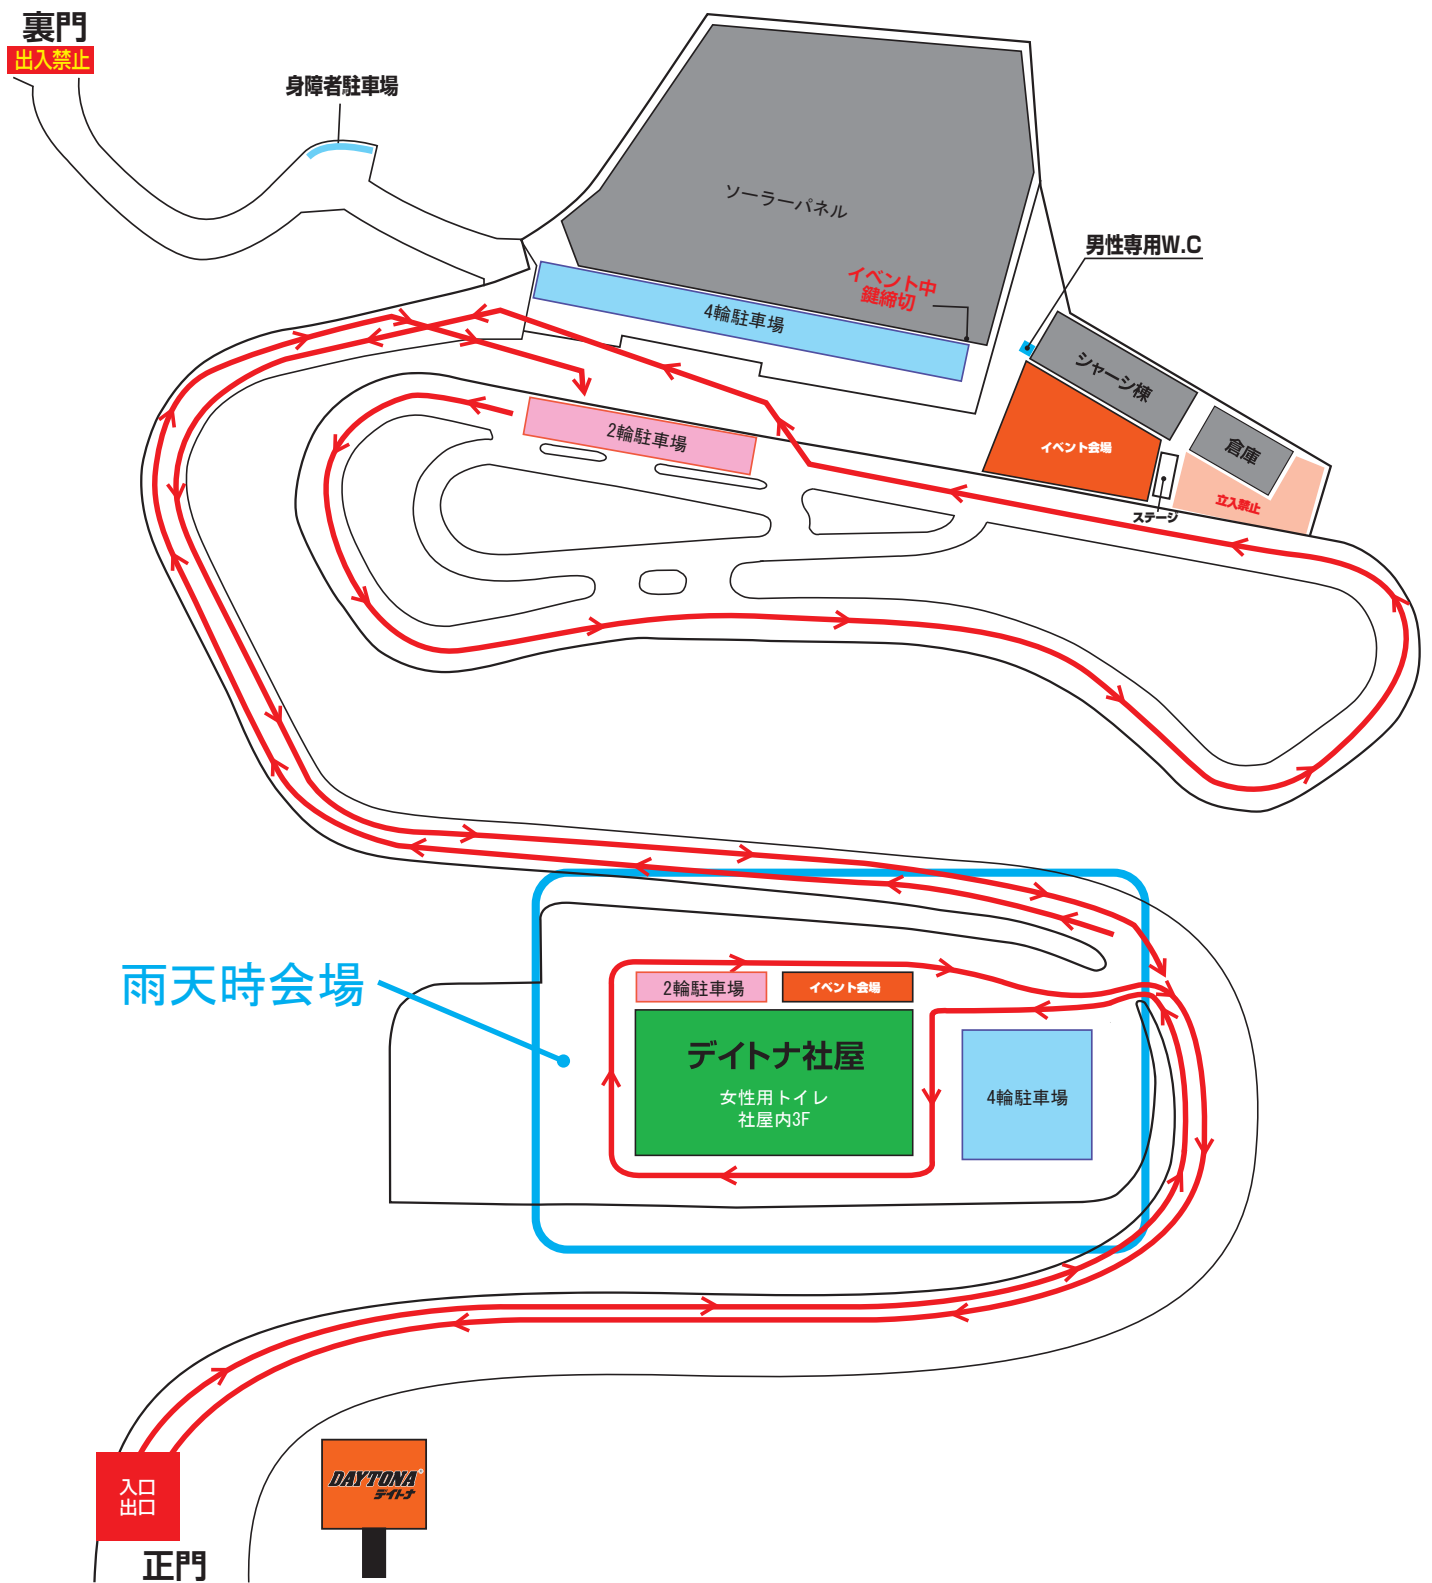 裏門
出入禁止
身障者駐車場
ソーラーパネル
男性専用W.C
イベント中
鍵締切
4輪駐車場
シャーシ棟
2輪駐車場
イベント会場
倉庫
立入禁止
ステージ
雨天時会場
2輪駐車場
イベント会場
デイトナ社屋
女性用トイレ
社屋内3F
4輪駐車場
入口
出口
正門
DAYTONA
デイトナ